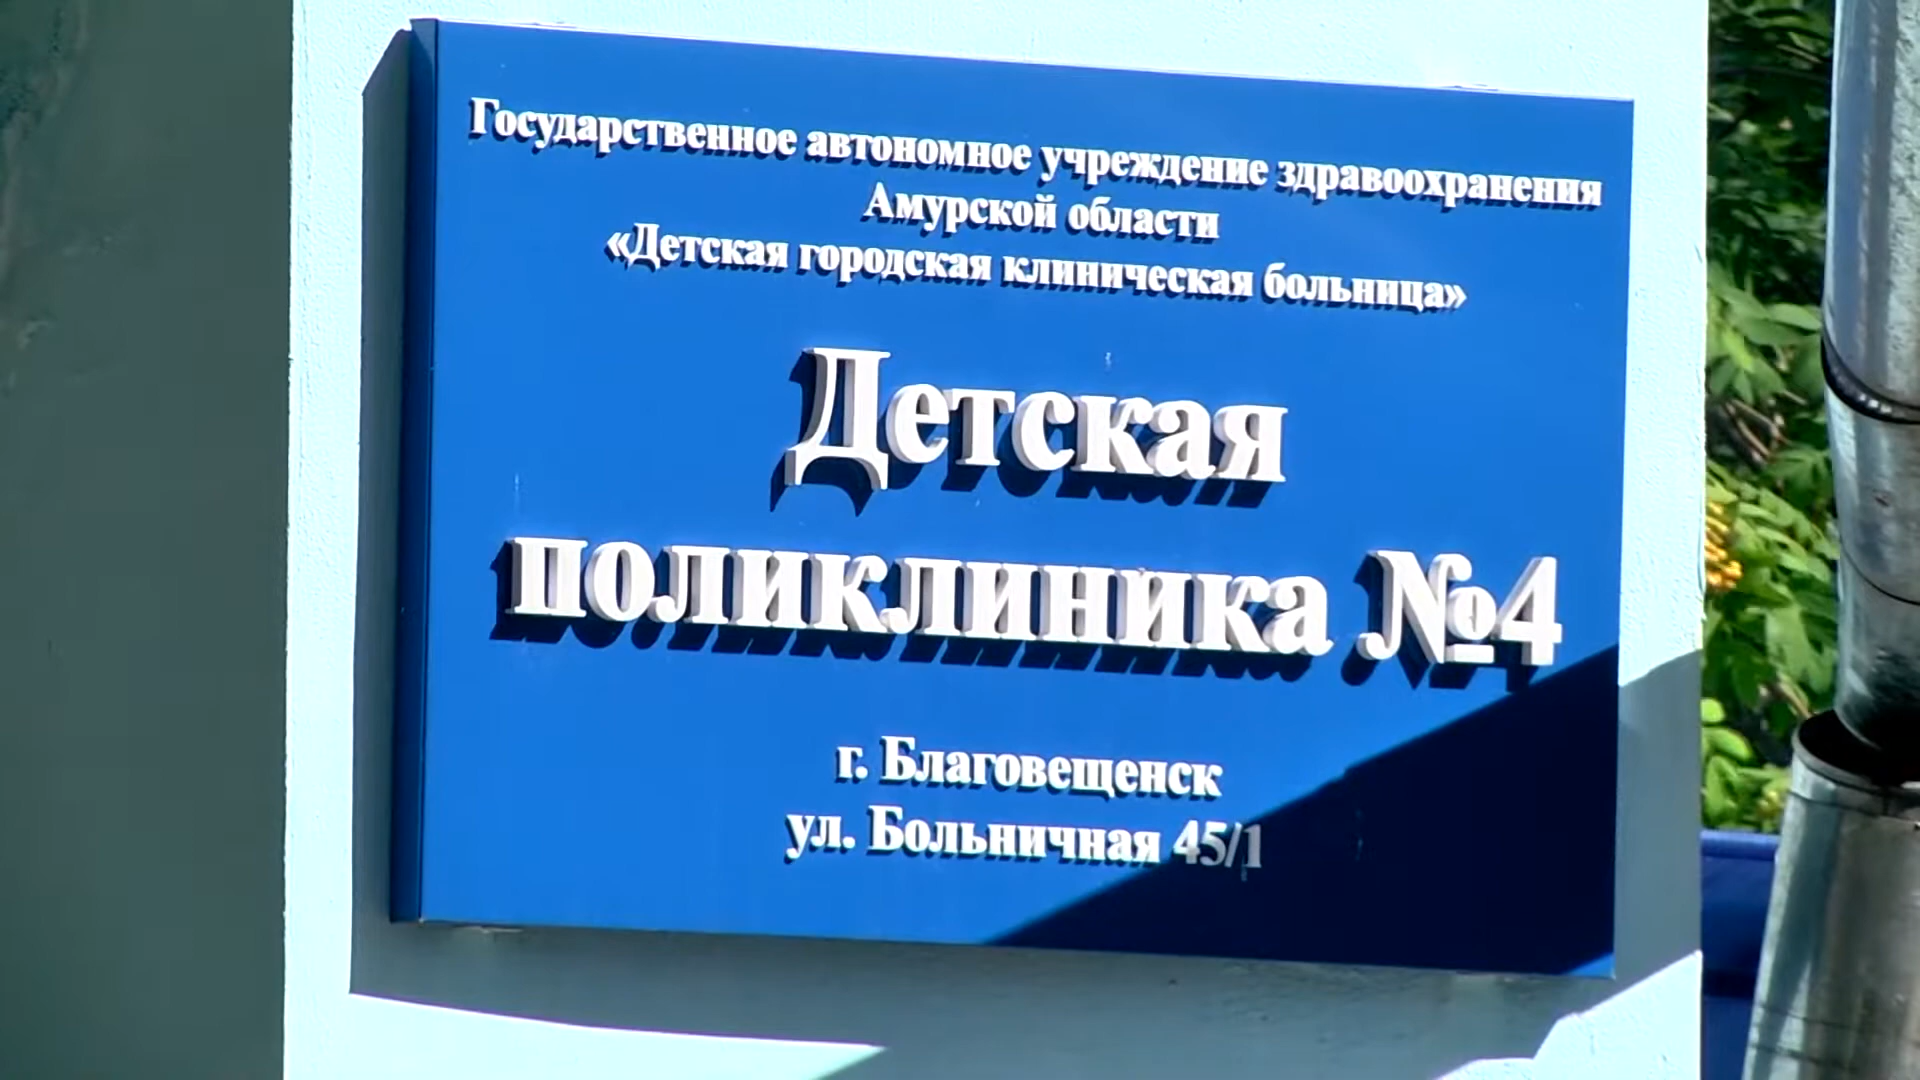 Государственное автономное учреждение здравоохранения
Амурской области
«Детская городская клиническая больница»
Детская
поликлиника №4
г. Благовещенск
ул. Больничная 45/1